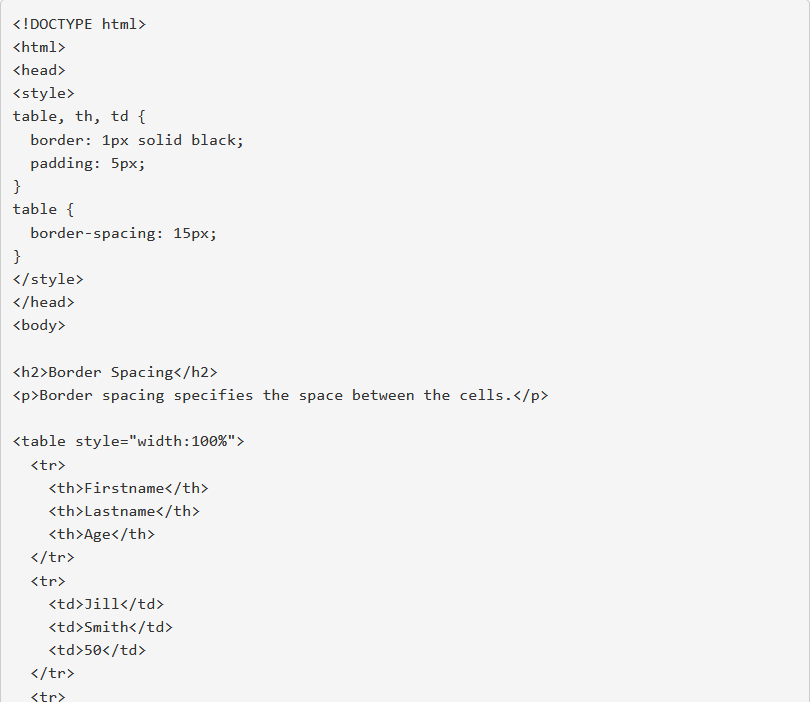 <!DOCTYPE html>
<html>
<head>
<style>
table, th, td {
  border: 1px solid black;
  padding: 5px;
}
table {
  border-spacing: 15px;
}
</style>
</head>
<body>

<h2>Border Spacing</h2>
<p>Border spacing specifies the space between the cells.</p>

<table style="width:100%">
  <tr>
    <th>Firstname</th>
    <th>Lastname</th>
    <th>Age</th>
  </tr>
  <tr>
    <td>Jill</td>
    <td>Smith</td>
    <td>50</td>
  </tr>
  <tr>